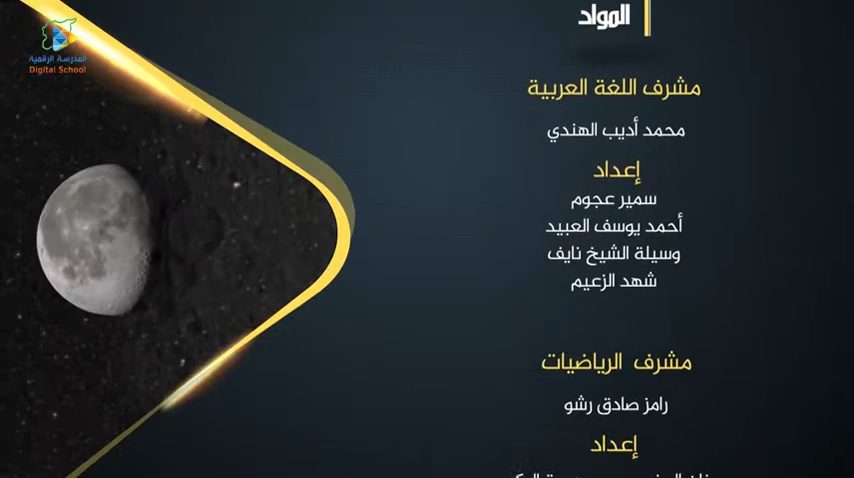 المدرسة الرقمية
Digital School
المواد
مشرف اللغة العربية
محمد أديب الهندي
إعداد
سمير عجوم
أحمد يوسف العبيد
وسيلة الشيخ نايف
شهد الزعيم
مشرف الرياضيات
رامز صادق رشو
إعداد